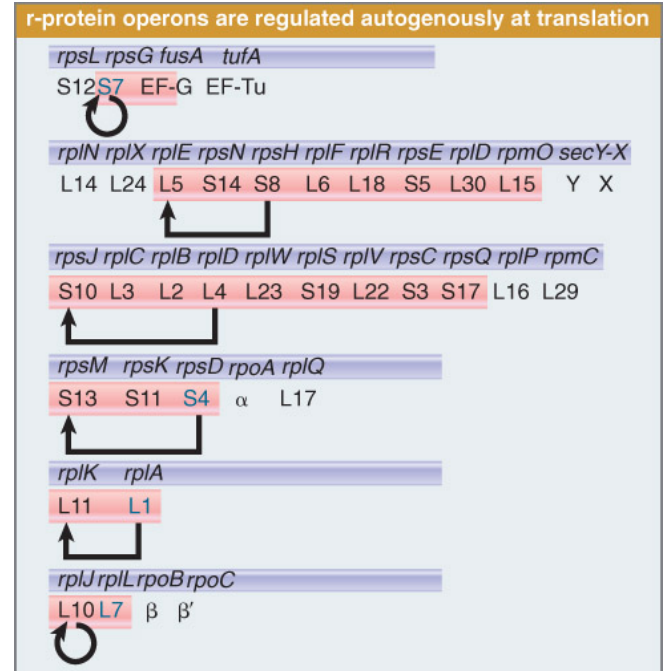 r-protein operons are regulated autogenously at translation
rpsL rpsG fusA tufA
S12 S7 EF-G EF-Tu
rplN rplX rplE rpsN rpsH rplF rplR rpsE rplD rpmO secY-X
L14 L24 L5 S14 S8 L6 L18 S5 L30 L15 Y X
rpsJ rplC rplB rplD rplW rplS rplV rpsC rpsQ rplP rpmC
S10 L3 L2 L4 L23 S19 L22 S3 S17 L16 L29
rpsM rpsK rpsD rpoA rplQ
S13 S11 S4 α L17
rplK rplA
L11 L1
rplJ rplL rpoB rpoC
L10 L7 β β′